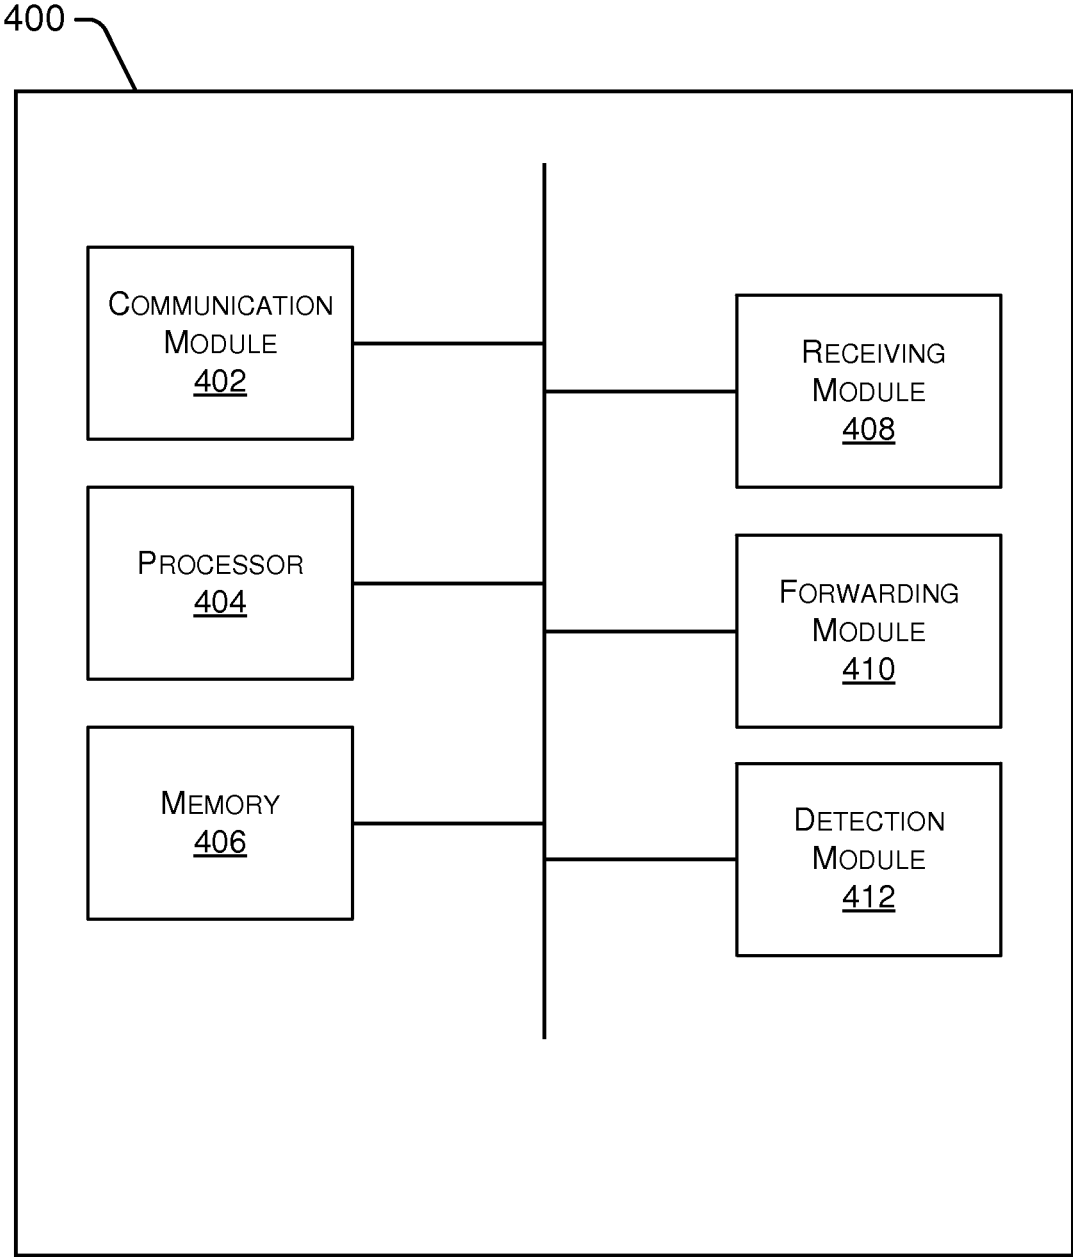 400
COMMUNICATION
MODULE
402
PROCESSOR
404
MEMORY
406
RECEIVING
MODULE
408
FORWARDING
MODULE
410
DETECTION
MODULE
412